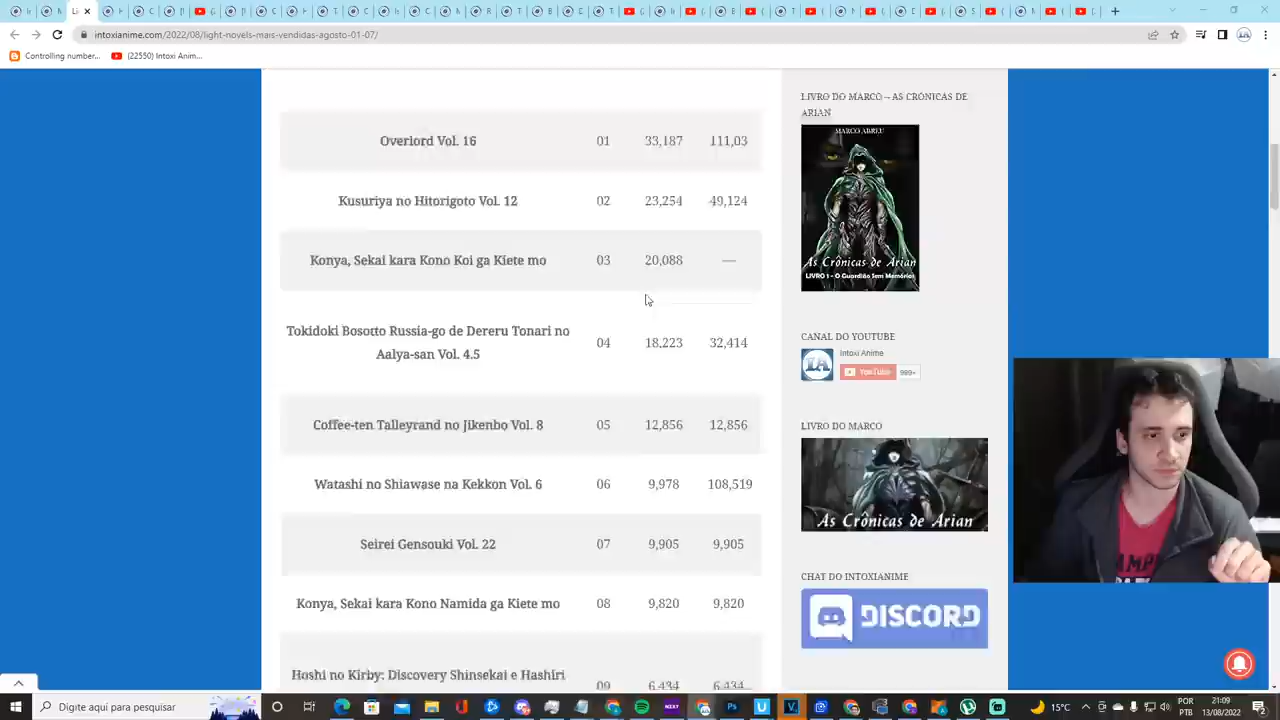 intoxianime.com/2022/08/light-novels-mais-vendidas-agosto-01-07/
Controlling number... (22550) Intoxi Anim...
Overlord Vol. 16 01 33,187 111,03
Kusuriya no Hitorigoto Vol. 12 02 23,254 49,124
Konya, Sekai kara Kono Koi ga Kiete mo 03 20,088 —
Tokidoki Bosotto Russia-go de Dereru Tonari no
Aalya-san Vol. 4.5 04 18,223 32,414
Coffee-ten Talleyrand no Jikenbo Vol. 8 05 12,856 12,856
Watashi no Shiawase na Kekkon Vol. 6 06 9,978 108,519
Seirei Gensouki Vol. 22 07 9,905 9,905
Konya, Sekai kara Kono Namida ga Kiete mo 08 9,820 9,820
Hoshi no Kirby: Discovery Shinsekai e Hashiri
09 6,434 6,434
LIVRO DO MARCO – AS CRÔNICAS DE
ARIAN
MARCO ABREU
As Crônicas de Arian
LIVRO 1 - O Guardião Sem Memórias
CANAL DO YOUTUBE
IA
Intoxi Anime
YouTube 999+
LIVRO DO MARCO
As Crônicas de Arian
CHAT DO INTOXIANIME
DISCORD
Digite aqui para pesquisar
15°C
POR
PTB
21:09
13/08/2022